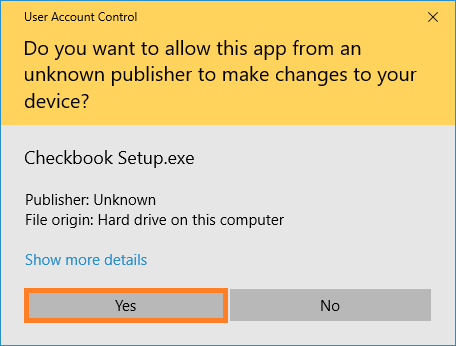 User Account Control
Do you want to allow this app from an
unknown publisher to make changes to your
device?
Checkbook Setup.exe
Publisher: Unknown
File origin: Hard drive on this computer
Show more details
Yes
No